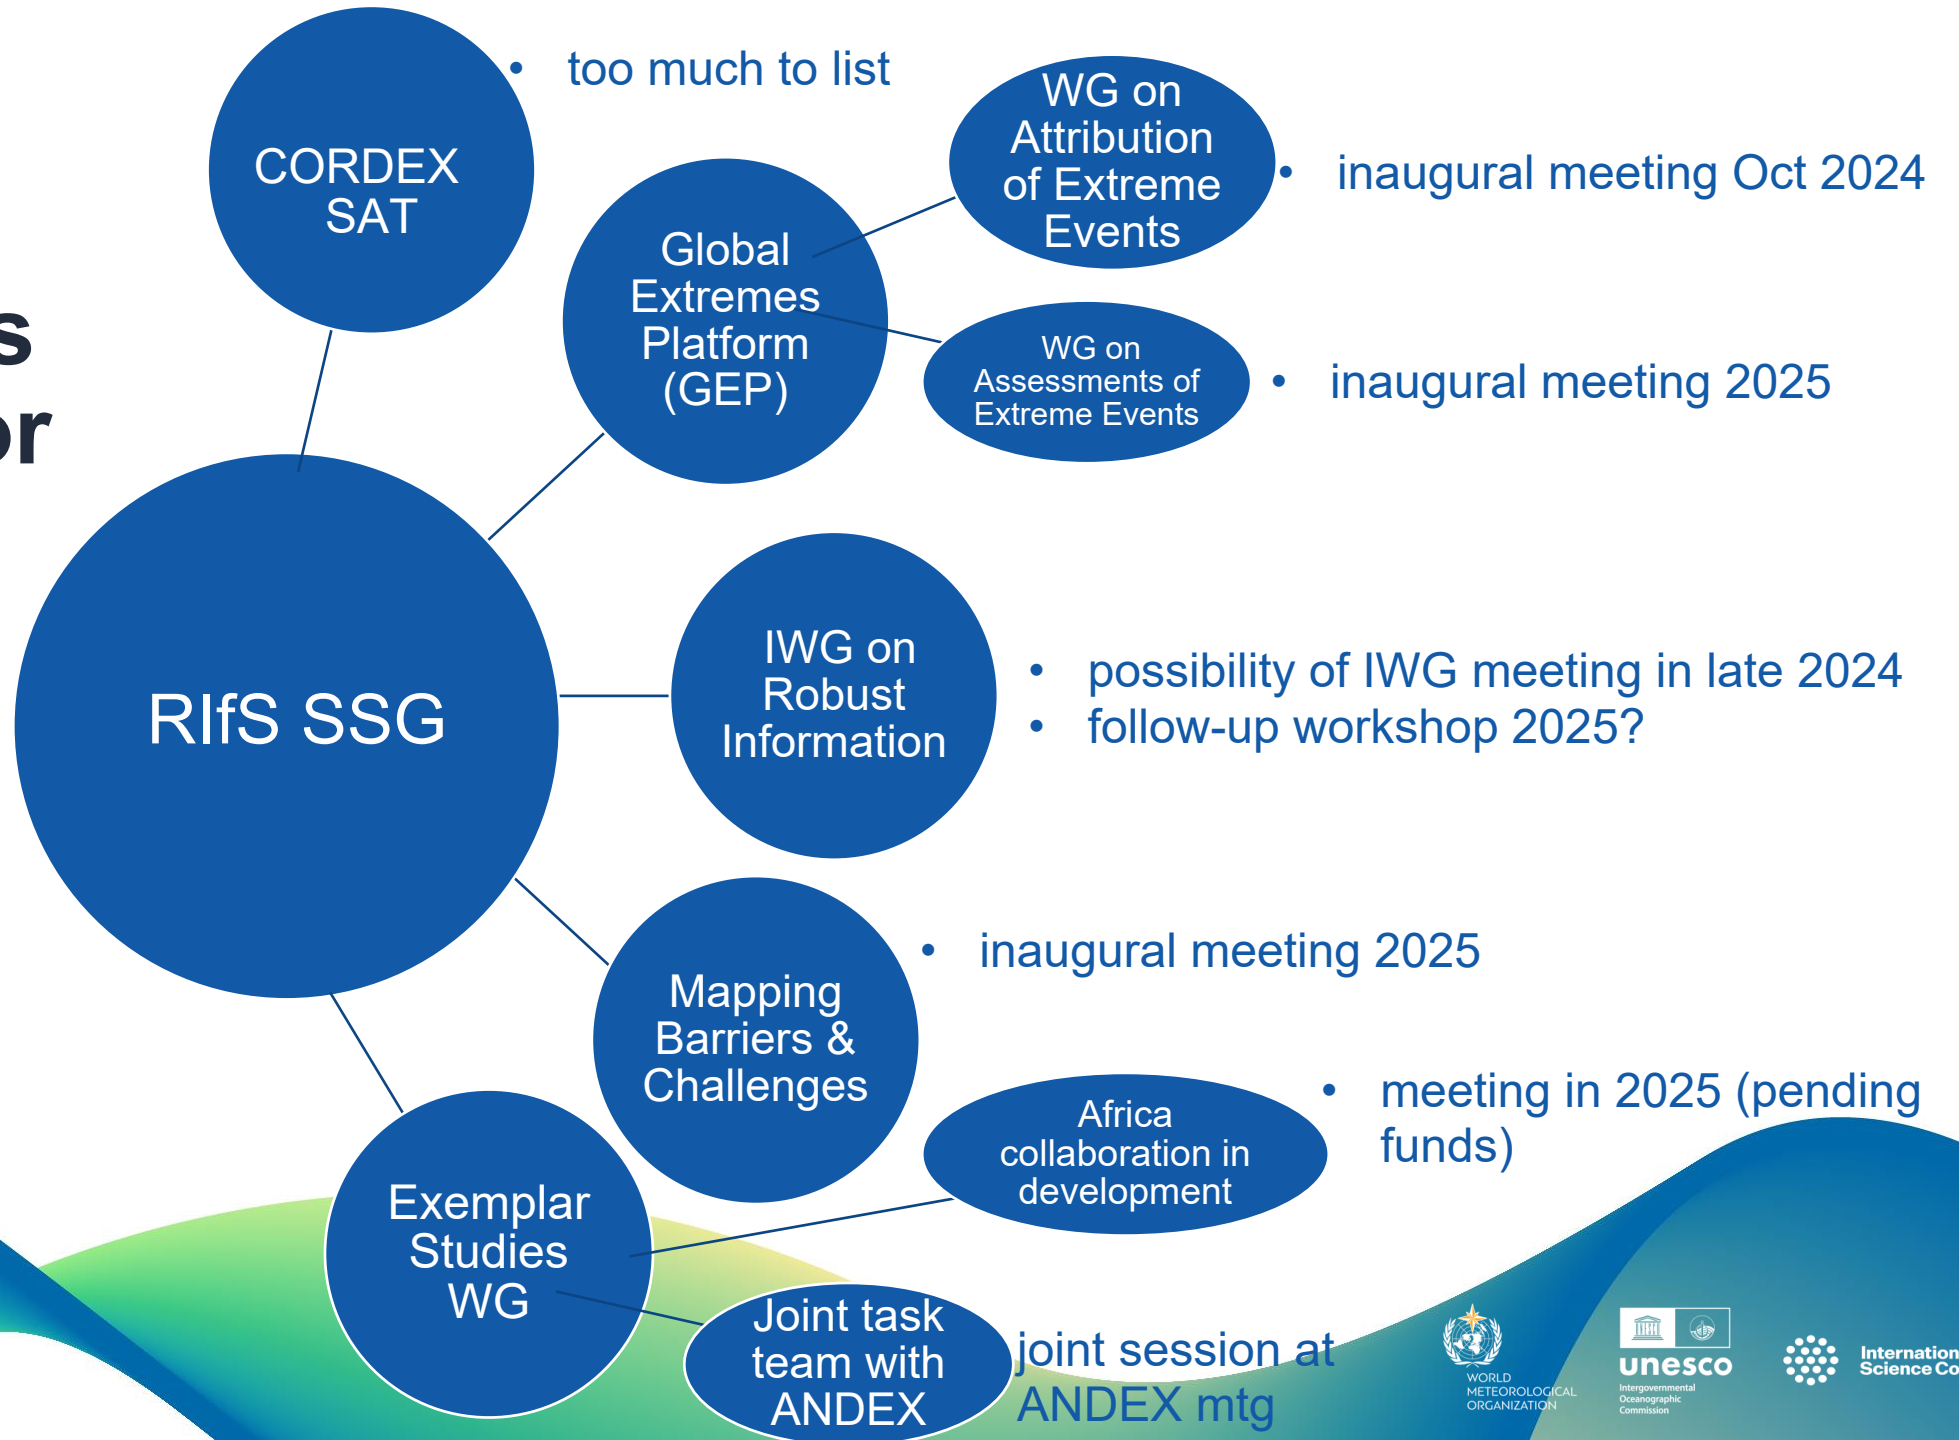 CORDEX
SAT
• too much to list
WG on
Attribution
of Extreme
Events
• inaugural meeting Oct 2024
Global
Extremes
Platform
(GEP)
WG on
Assessments of
Extreme Events
• inaugural meeting 2025
s
or
RIfS SSG
IWG on
Robust
Information
• possibility of IWG meeting in late 2024
• follow-up workshop 2025?
Mapping
Barriers &
Challenges
• inaugural meeting 2025
Africa
collaboration in
development
• meeting in 2025 (pending
funds)
Exemplar
Studies
WG
Joint task
team with
ANDEX
joint session at
ANDEX mtg
WORLD
METEOROLOGICAL
ORGANIZATION
unesco
Intergovernmental
Oceanographic
Commission
Internation
Science Co